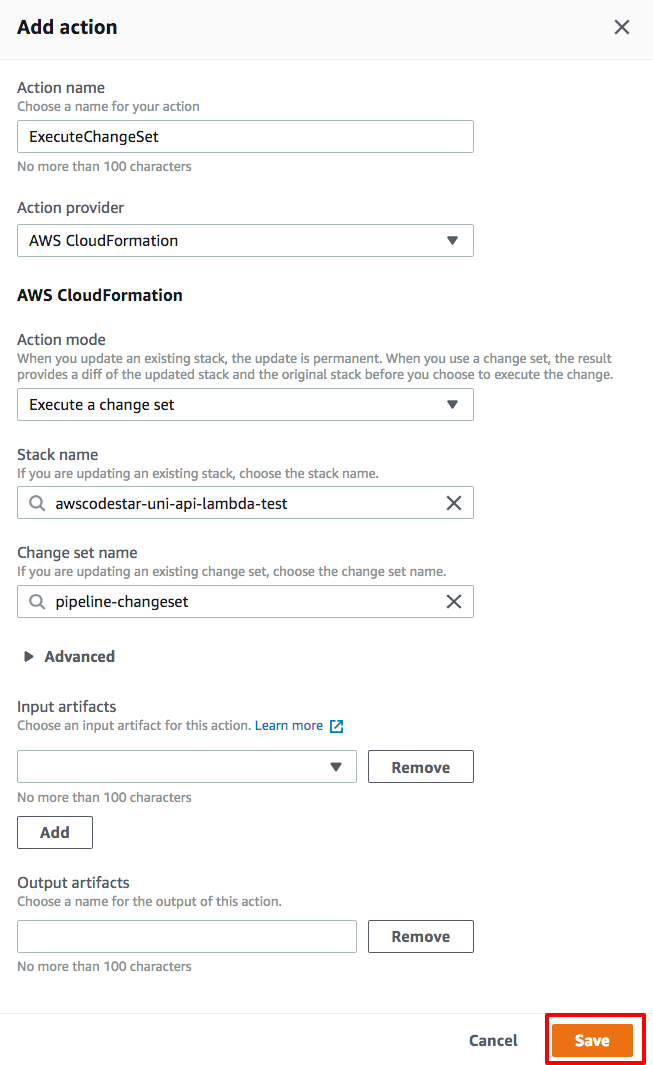 Add action
Action name
Choose a name for your action
ExecuteChangeSet
No more than 100 characters
Action provider
AWS CloudFormation
AWS CloudFormation
Action mode
When you update an existing stack, the update is permanent. When you use a change set, the result
provides a diff of the updated stack and the original stack before you choose to execute the change.
Execute a change set
Stack name
If you are updating an existing stack, choose the stack name.
awscodestar-uni-api-lambda-test
Change set name
If you are updating an existing change set, choose the change set name.
pipeline-changeset
Advanced
Input artifacts
Choose an input artifact for this action. Learn more
Remove
No more than 100 characters
Add
Output artifacts
Choose a name for the output of this action.
Remove
No more than 100 characters
Cancel Save